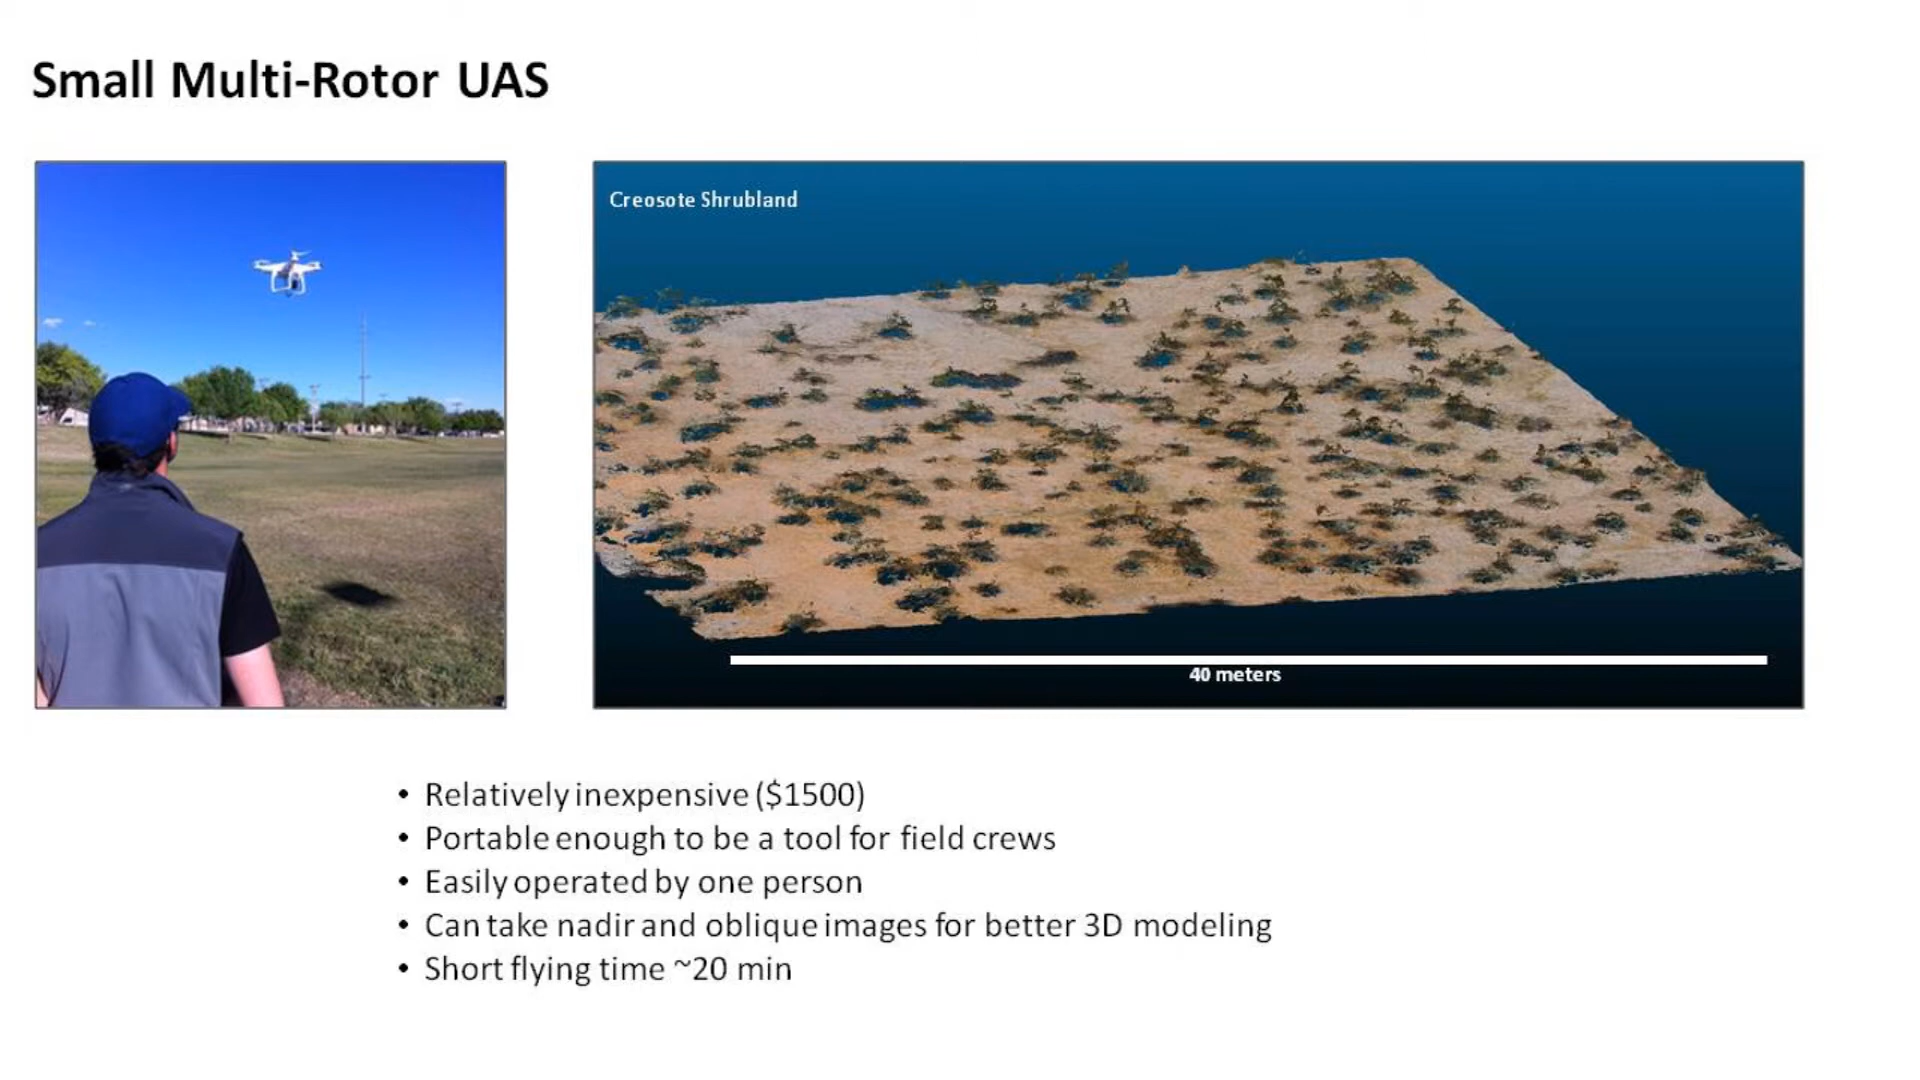 Small Multi-Rotor UAS
Creosote Shrubland
40 meters
• Relatively inexpensive ($1500)
• Portable enough to be a tool for field crews
• Easily operated by one person
• Can take nadir and oblique images for better 3D modeling
• Short flying time ~20 min